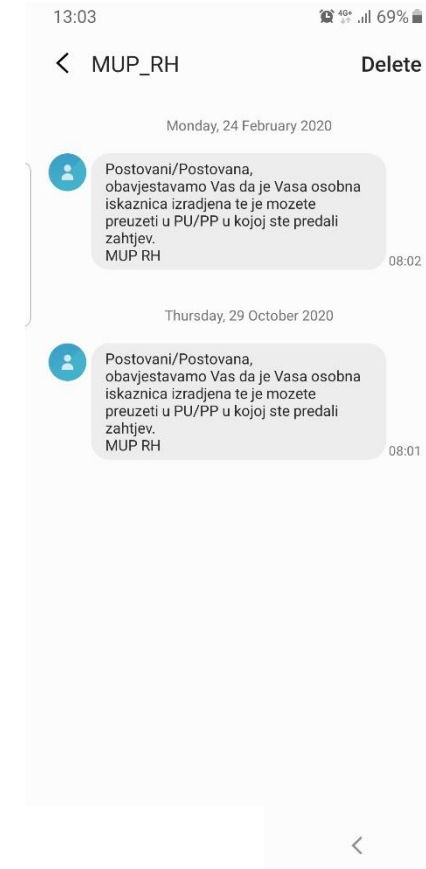 13:03
4G+ 69%
MUP_RH
Delete
Monday, 24 February 2020
Postovani/Postovana,
obavjestavamo Vas da je Vasa osobna
iskaznica izradjena te je mozete
preuzeti u PU/PP u kojoj ste predali
zahtjev.
MUP RH
08:02
Thursday, 29 October 2020
Postovani/Postovana,
obavjestavamo Vas da je Vasa osobna
iskaznica izradjena te je mozete
preuzeti u PU/PP u kojoj ste predali
zahtjev.
MUP RH
08:01